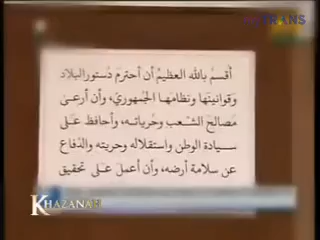 TRANS
أقسم بالله العظيم أن أحترم دستور البلاد
وقوانينها ونظامها الجمهوري، وأن أرعى
مصالح الشعب وحرياته، وأحافظ على
سيادة الوطن واستقلاله وحريته والدفاع
عن سلامة أرضه، وأن أعمل على تحقيق
KHAZANAH